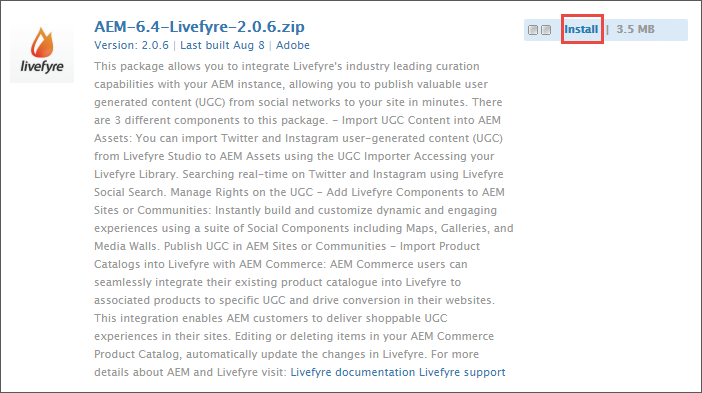 AEM-6.4-Livefyre-2.0.6.zip
Install | 3.5 MB
Version: 2.0.6 | Last built Aug 8 | Adobe
livefyre
This package allows you to integrate Livefyre's industry leading curation
capabilities with your AEM instance, allowing you to publish valuable user
generated content (UGC) from social networks to your site in minutes. There
are 3 different components to this package. - Import UGC Content into AEM
Assets: You can import Twitter and Instagram user-generated content (UGC)
from Livefyre Studio to AEM Assets using the UGC Importer Accessing your
Livefyre Library. Searching real-time on Twitter and Instagram using Livefyre
Social Search. Manage Rights on the UGC - Add Livefyre Components to AEM
Sites or Communities: Instantly build and customize dynamic and engaging
experiences using a suite of Social Components including Maps, Galleries, and
Media Walls. Publish UGC in AEM Sites or Communities - Import Product
Catalogs into Livefyre with AEM Commerce: AEM Commerce users can
seamlessly integrate their existing product catalogue into Livefyre to
associated products to specific UGC and drive conversion in their websites.
This integration enables AEM customers to deliver shoppable UGC
experiences in their sites. Editing or deleting items in your AEM Commerce
Product Catalog, automatically update the changes in Livefyre. For more
details about AEM and Livefyre visit: Livefyre documentation Livefyre support